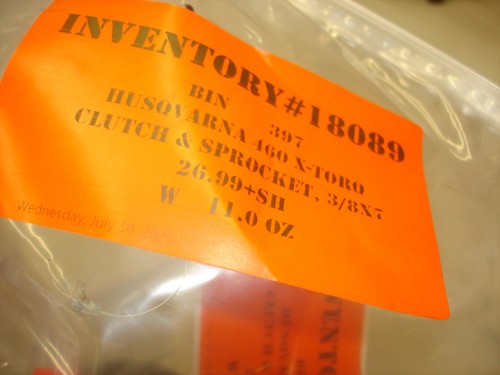 INVENTORY#18089
BIN 397
HUSQVARNA 460 X-TORQ
CLUTCH & SPROCKET, 3/8X7
26.99+SH
W 11.0 OZ
Wednesday, July